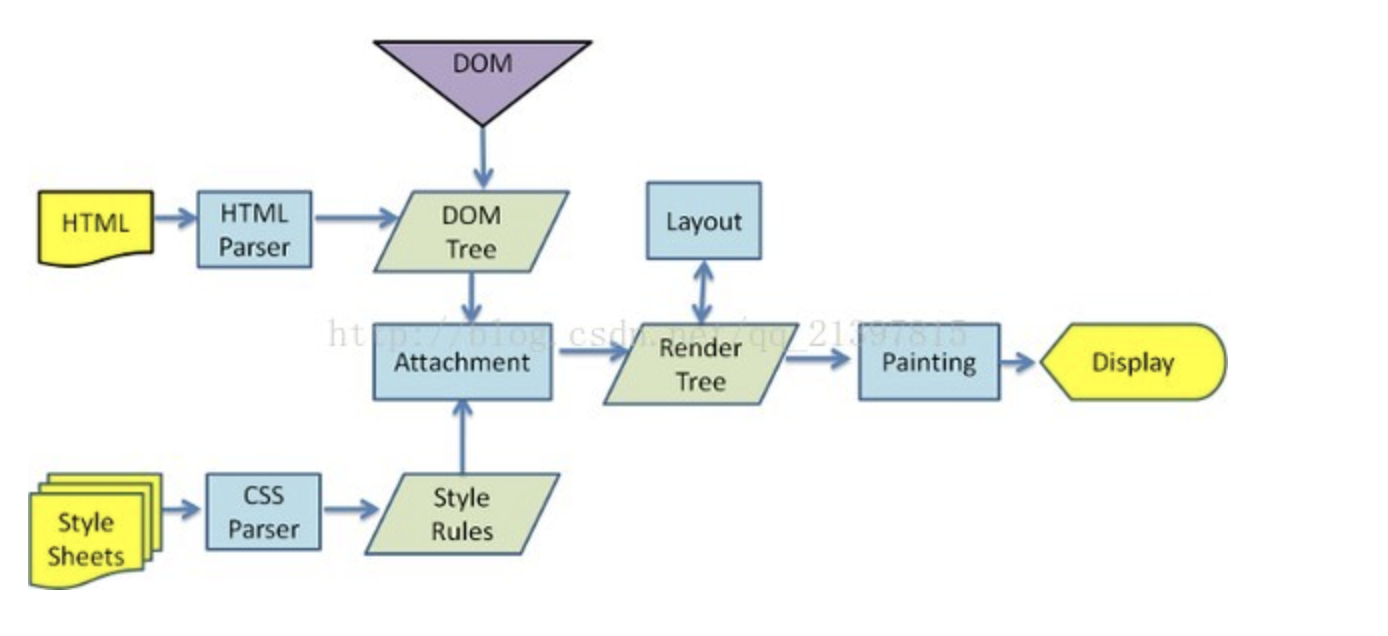 DOM
HTML
HTML
Parser
DOM
Tree
Layout
http://blog.csdn.net/qq_21397815
Attachment
Render
Tree
Painting
Display
Style
Sheets
CSS
Parser
Style
Rules